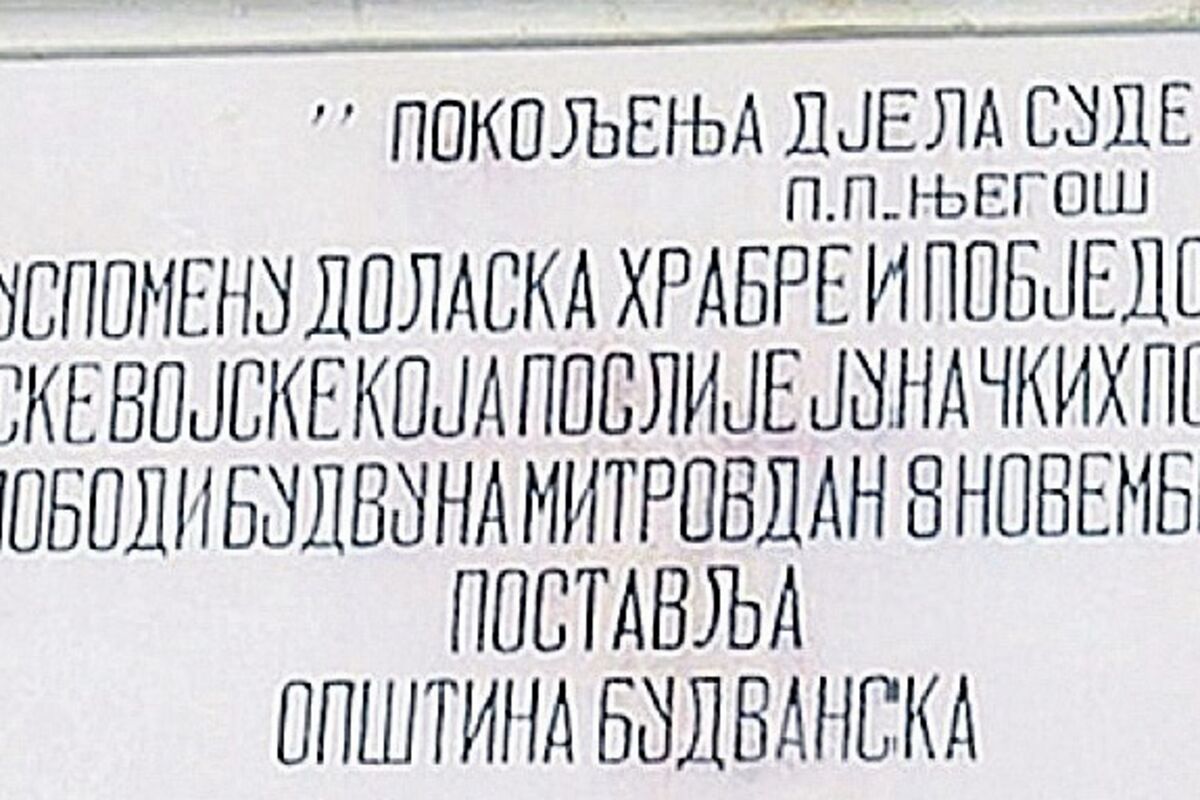 ’’ ПОКОЉЕЊА ДЈЕЛА СУДЕ
П.П.ЊЕГОШ
УСПОМЕНУ ДОЛАСКА ХРАБРЕ И ПОБЈЕДО
СКЕ ВОЈСКЕ КОЈА ПОСЛИЈЕ ЈУНАЧКИХ ПО
ЛОБОДИ БУДВУ НА МИТРОВДАН 8 НОВЕМБ
ПОСТАВЉА
ОПШТИНА БУДВАНСКА